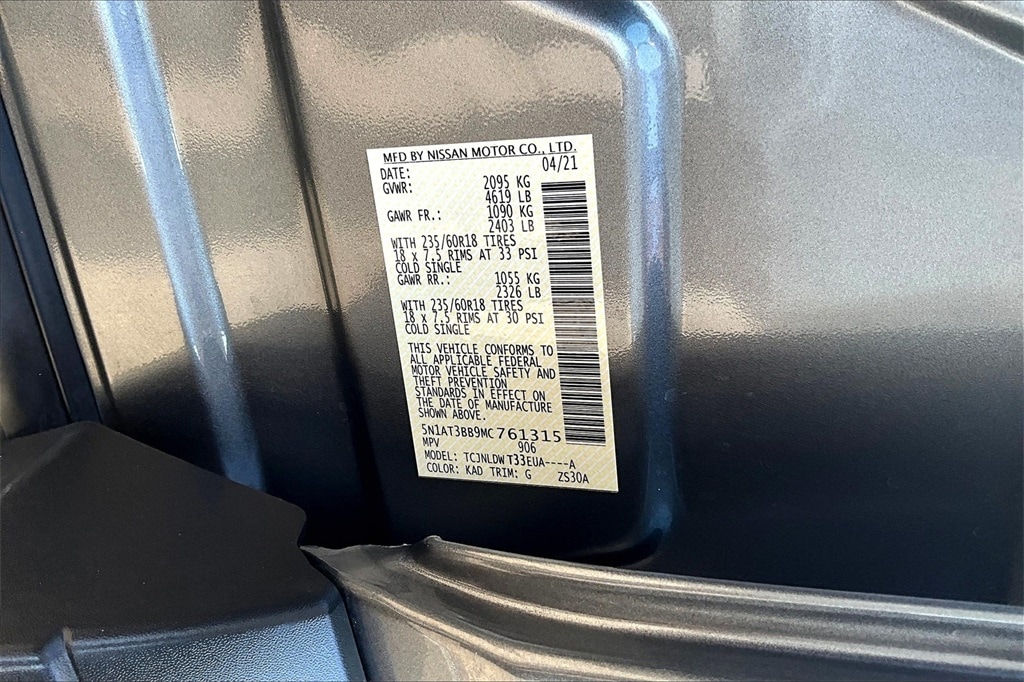 MFD BY NISSAN MOTOR CO., LTD.
DATE: 04/21
GVWR: 2095 KG
4619 LB
GAWR FR.: 1090 KG
2403 LB
WITH 235/60R18 TIRES
18 x 7.5 RIMS AT 33 PSI
COLD SINGLE
GAWR RR.: 1055 KG
2326 LB
WITH 235/60R18 TIRES
18 x 7.5 RIMS AT 30 PSI
COLD SINGLE
THIS VEHICLE CONFORMS TO
ALL APPLICABLE FEDERAL
MOTOR VEHICLE SAFETY AND
THEFT PREVENTION
STANDARDS IN EFFECT ON
THE DATE OF MANUFACTURE
SHOWN ABOVE.
5N1AT3BB9MC761315
MPV 906
MODEL: TCJNLDWT33EUA----A
COLOR: KAD TRIM: G ZS30A